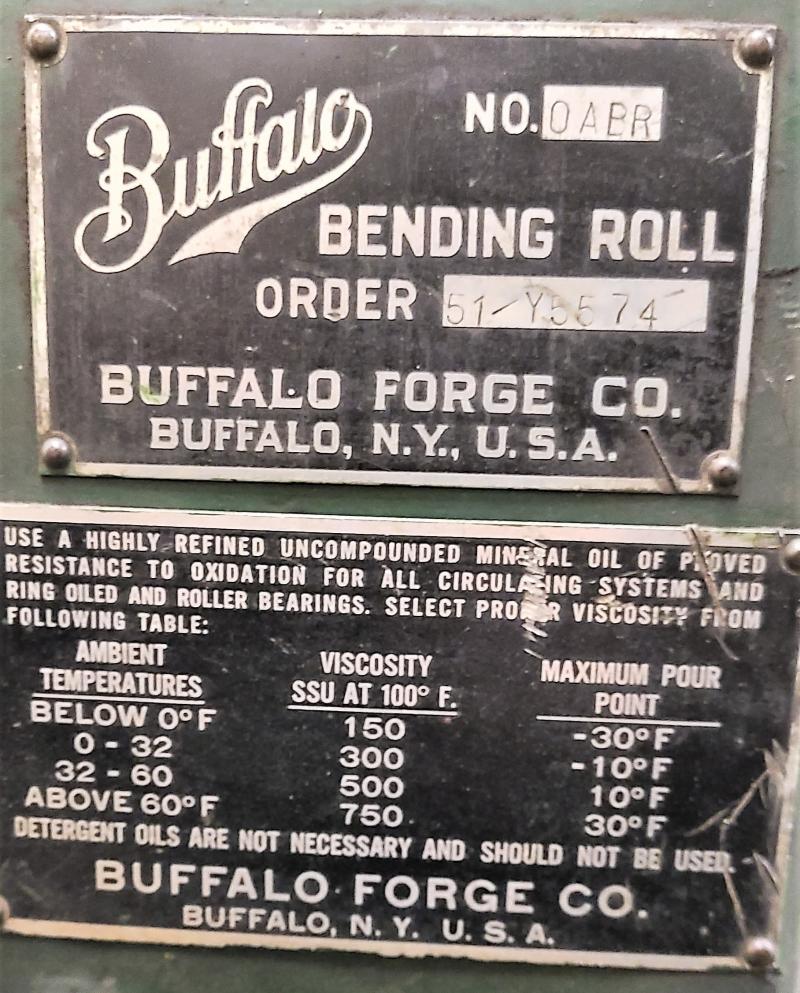 Buffalo
NO. 0ABR
BENDING ROLL
ORDER 51-Y5574
BUFFALO FORGE CO.
BUFFALO, N.Y., U.S.A.
USE A HIGHLY REFINED UNCOMPOUNDED MINERAL OIL OF PROVED
RESISTANCE TO OXIDATION FOR ALL CIRCULATING SYSTEMS AND
RING OILED AND ROLLER BEARINGS. SELECT PROPER VISCOSITY FROM
FOLLOWING TABLE:
AMBIENT TEMPERATURES VISCOSITY SSU AT 100° F. MAXIMUM POUR POINT
BELOW 0°F 150 -30°F
0 - 32 300 -10°F
32 - 60 500 10°F
ABOVE 60°F 750 30°F
DETERGENT OILS ARE NOT NECESSARY AND SHOULD NOT BE USED.
BUFFALO FORGE CO.
BUFFALO, N. Y. U. S. A.